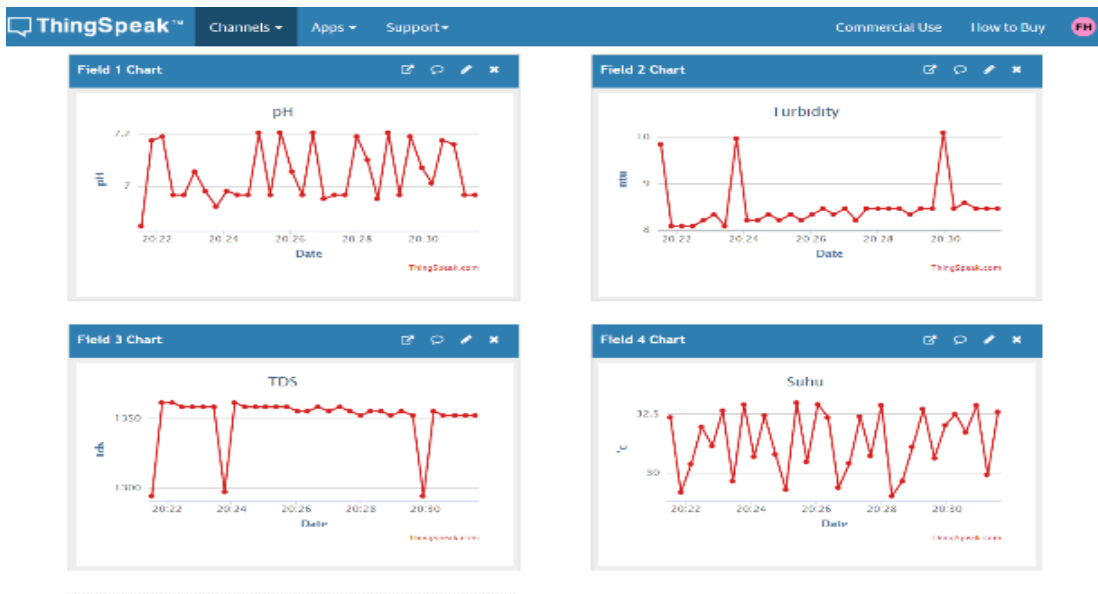 ThingSpeak™ Channels Apps Support Commercial Use How to Buy FH
Field 1 Chart
pH
7.2
7
pH
20:22 20:24 20:26 20:28 20:30
Date
ThingSpeak.com
Field 2 Chart
Turbidity
10
9
8
ntu
20:22 20:24 20:26 20:28 20:30
Date
ThingSpeak.com
Field 3 Chart
TDS
1350
1300
tds
20:22 20:24 20:26 20:28 20:30
Date
ThingSpeak.com
Field 4 Chart
Suhu
32.5
30
°c
20:22 20:24 20:26 20:28 20:30
Date
ThingSpeak.com